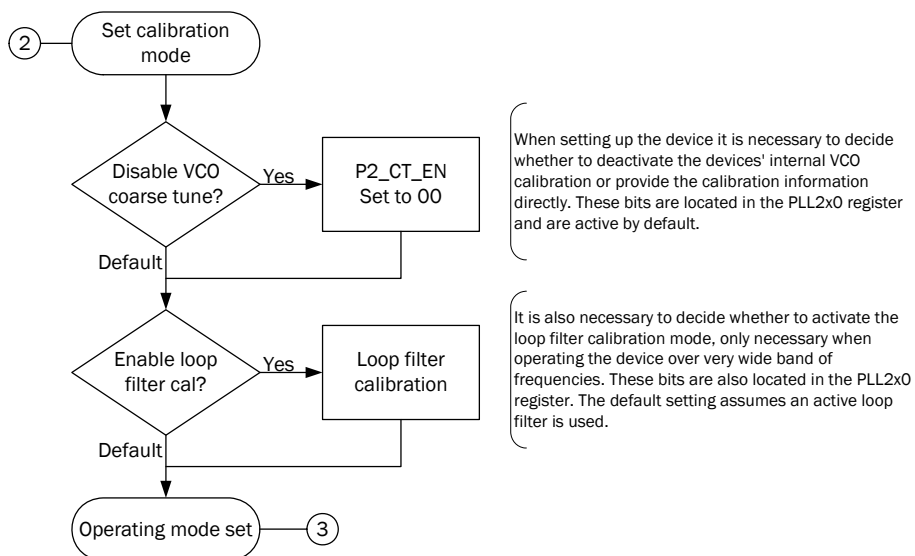 2
Set calibration
mode
Disable VCO
coarse tune?
Yes
P2_CT_EN
Set to 00
When setting up the device it is necessary to decide
whether to deactivate the devices' internal VCO
calibration or provide the calibration information
directly. These bits are located in the PLL2x0 register
and are active by default.
Default
Enable loop
filter cal?
Yes
Loop filter
calibration
It is also necessary to decide whether to activate the
loop filter calibration mode, only necessary when
operating the device over very wide band of
frequencies. These bits are also located in the PLL2x0
register. The default setting assumes an active loop
filter is used.
Default
Operating mode set
3